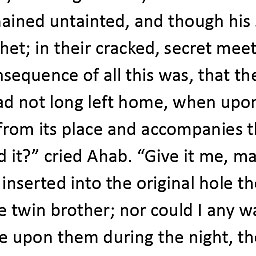 ained untainted, and though his
het; in their cracked, secret meet
nsequence of all this was, that the
ad not long left home, when upon
from its place and accompanies t
d it?” cried Ahab. “Give it me, ma
inserted into the original hole the
e twin brother; nor could I any wa
e upon them during the night, the